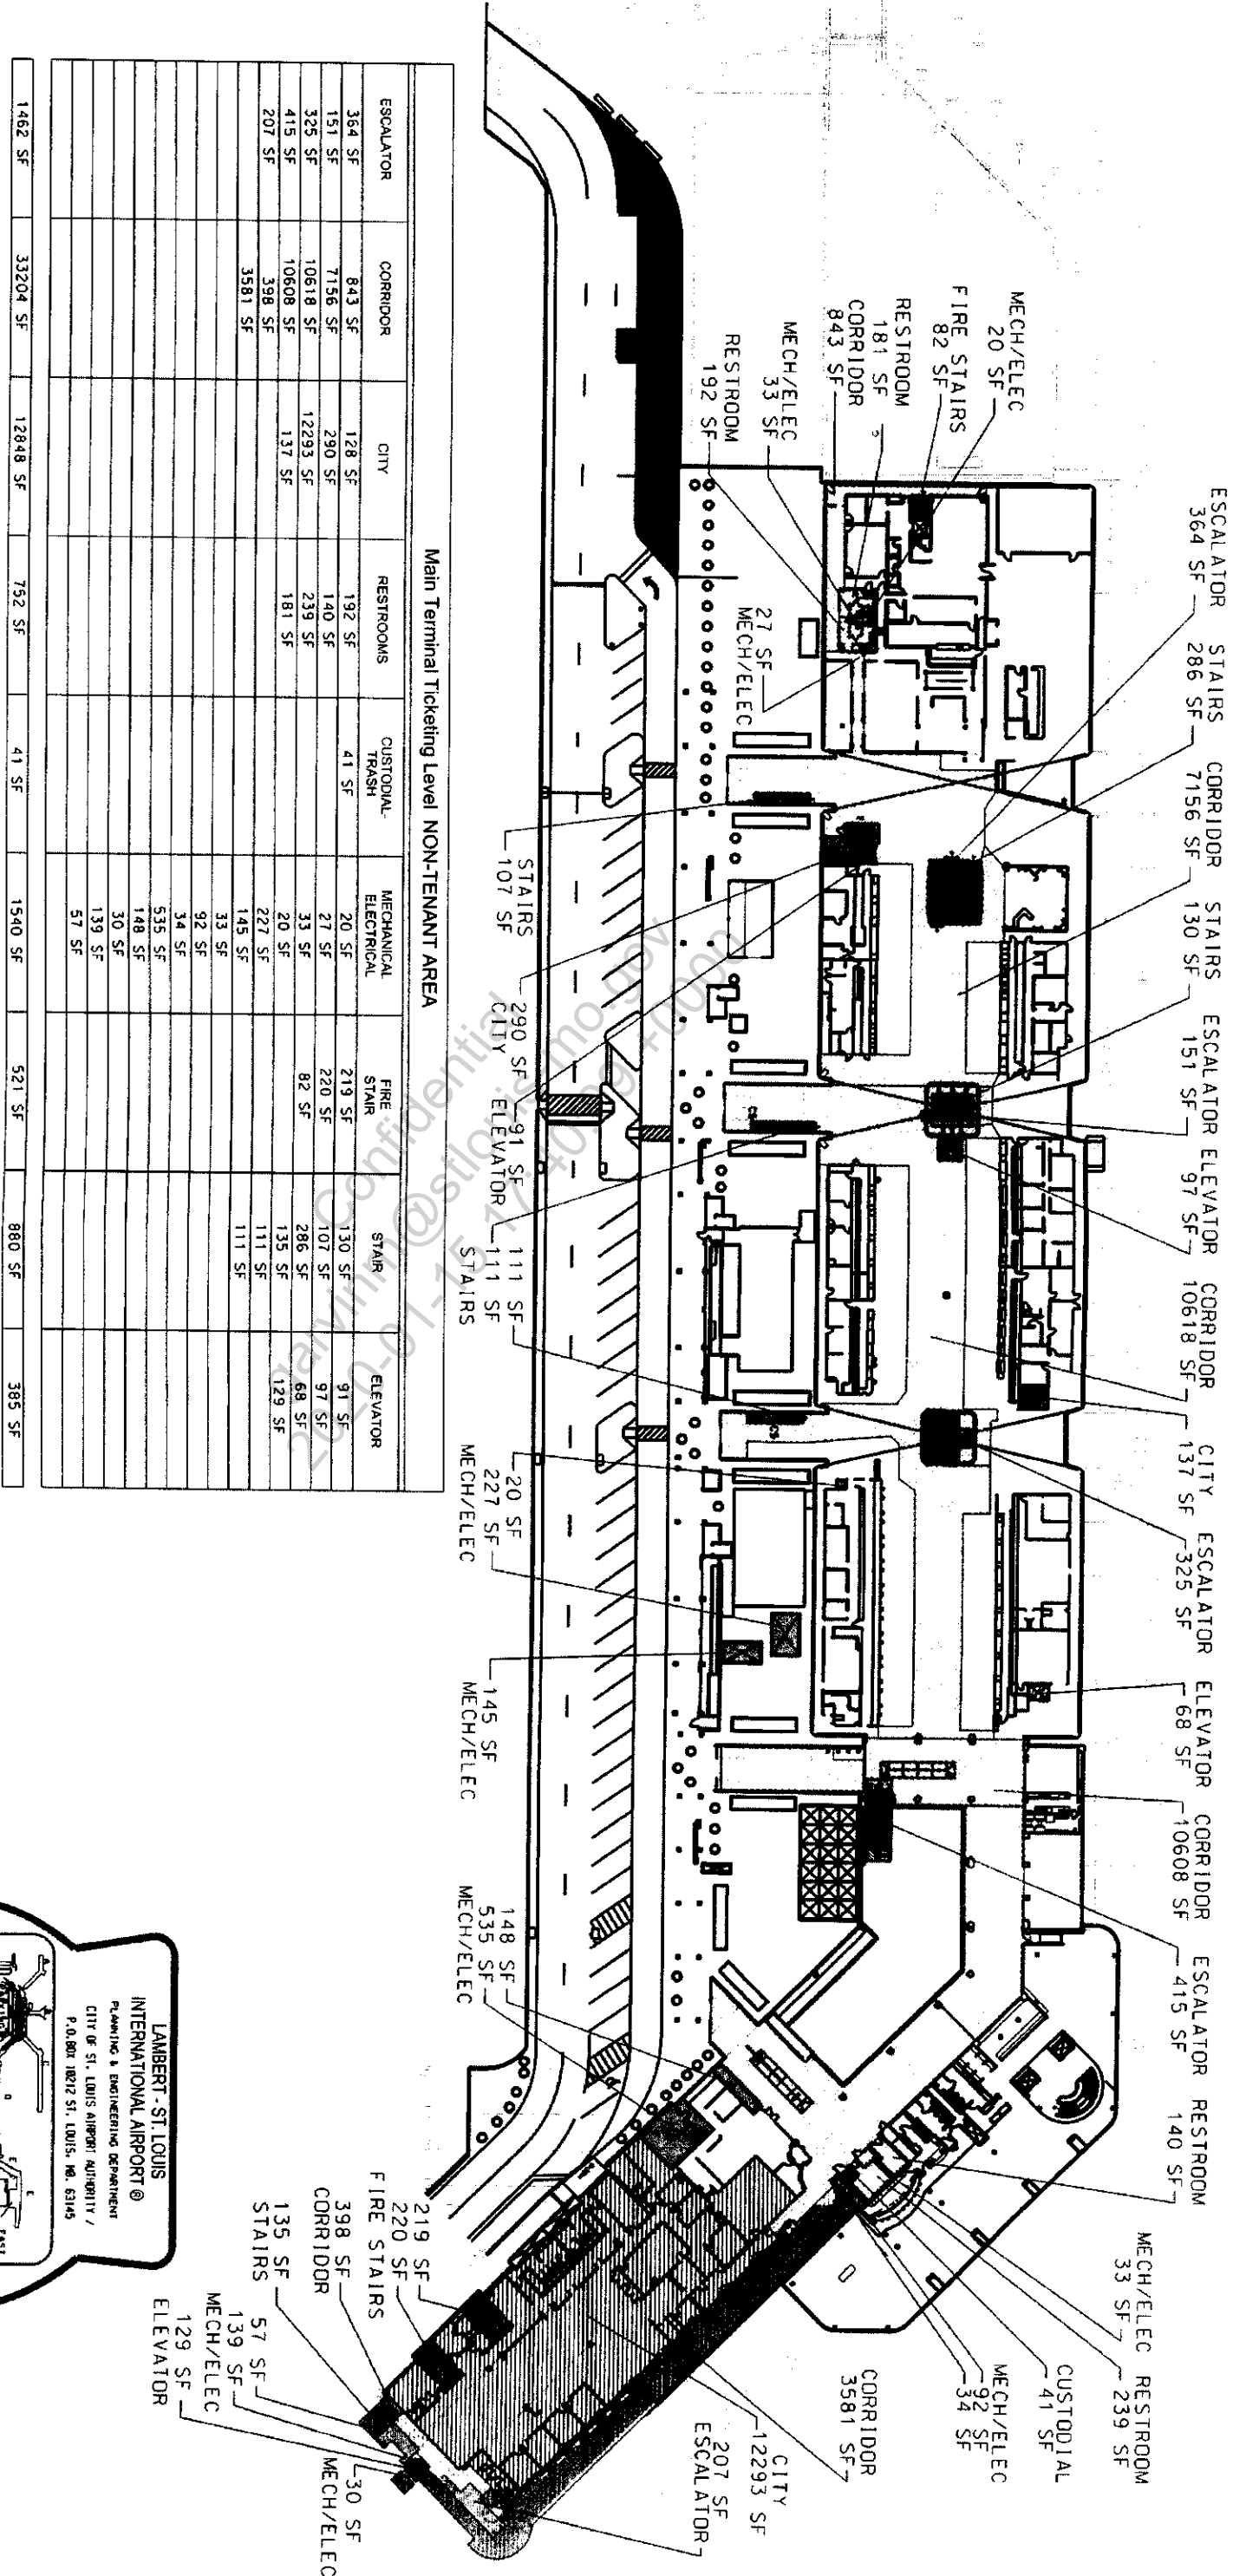 ESCALATOR
364 SF
STAIRS
286 SF
CORRIDOR
7156 SF
STAIRS
130 SF
ESCALATOR
151 SF
ELEVATOR
97 SF
CORRIDOR
10618 SF
CITY
137 SF
ESCALATOR
325 SF
ELEVATOR
68 SF
CORRIDOR
10608 SF
ESCALATOR
415 SF
RESTROOM
140 SF
MECH/ELEC
33 SF
RESTROOM
239 SF
CUSTODIAL
41 SF
MECH/ELEC
92 SF
34 SF
CORRIDOR
3581 SF
CITY
12293 SF
207 SF
ESCALATOR
MECH/ELEC
20 SF
FIRE STAIRS
82 SF
RESTROOM
181 SF
CORRIDOR
843 SF
MECH/ELEC
33 SF
RESTROOM
192 SF
27 SF
MECH/ELEC
STAIRS
107 SF
290 SF
CITY
91 SF
ELEVATOR
111 SF
111 SF
STAIRS
20 SF
227 SF
MECH/ELEC
145 SF
MECH/ELEC
148 SF
535 SF
MECH/ELEC
219 SF
220 SF
FIRE STAIRS
398 SF
CORRIDOR
135 SF
STAIRS
57 SF
139 SF
MECH/ELEC
129 SF
ELEVATOR
30 SF
MECH/ELEC
Main Terminal Ticketing Level NON-TENANT AREA
ESCALATOR CORRIDOR CITY RESTROOMS CUSTODIAL-TRASH MECHANICAL ELECTRICAL FIRE STAIR STAIR ELEVATOR
364 SF 843 SF 128 SF 192 SF 41 SF 20 SF 219 SF 130 SF 91 SF
151 SF 7156 SF 290 SF 140 SF 27 SF 220 SF 107 SF 97 SF
325 SF 10618 SF 12293 SF 239 SF 33 SF 82 SF 286 SF 68 SF
415 SF 10608 SF 137 SF 181 SF 20 SF 135 SF 129 SF
207 SF 398 SF 227 SF 111 SF
3581 SF 145 SF 111 SF
33 SF
92 SF
34 SF
535 SF
148 SF
30 SF
139 SF
57 SF
1462 SF 33204 SF 12848 SF 752 SF 41 SF 1540 SF 521 SF 880 SF 385 SF
LAMBERT-ST.LOUIS
INTERNATIONAL AIRPORT ®
PLANNING & ENGINEERING DEPARTMENT
CITY OF ST. LOUIS AIRPORT AUTHORITY /
P.O.BOX 10212 ST. LOUIS, MO. 63145
Confidential